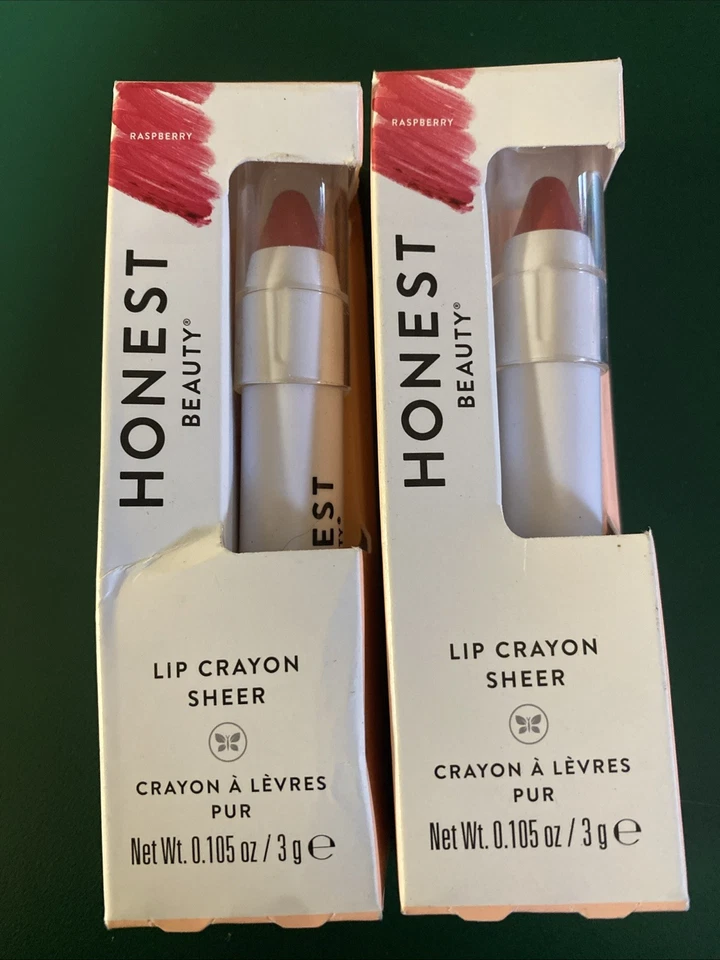 RASPBERRY
HONEST
BEAUTY®
EST
LIP CRAYON
SHEER
CRAYON À LÈVRES
PUR
Net Wt. 0.105 oz / 3 g ℮
RASPBERRY
HONEST
BEAUTY®
LIP CRAYON
SHEER
CRAYON À LÈVRES
PUR
Net Wt. 0.105 oz / 3 g ℮